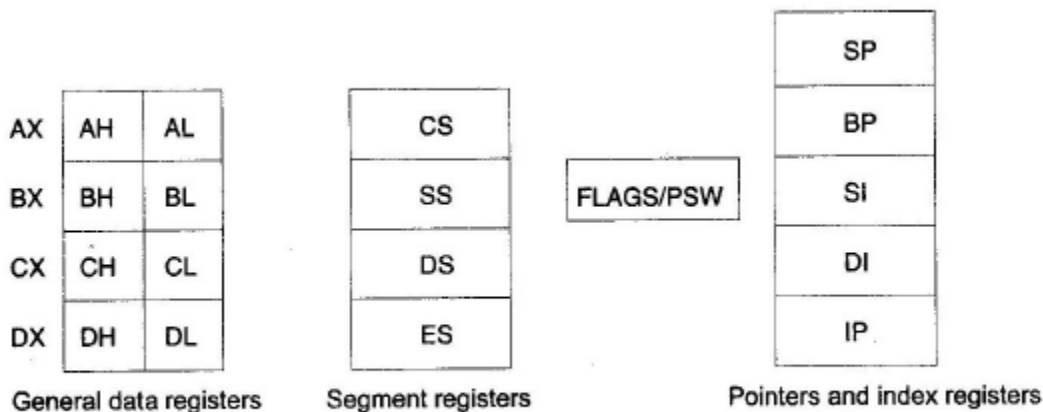 AX AH AL
BX BH BL
CX CH CL
DX DH DL
General data registers
CS
SS
DS
ES
Segment registers
FLAGS/PSW
SP
BP
SI
DI
IP
Pointers and index registers